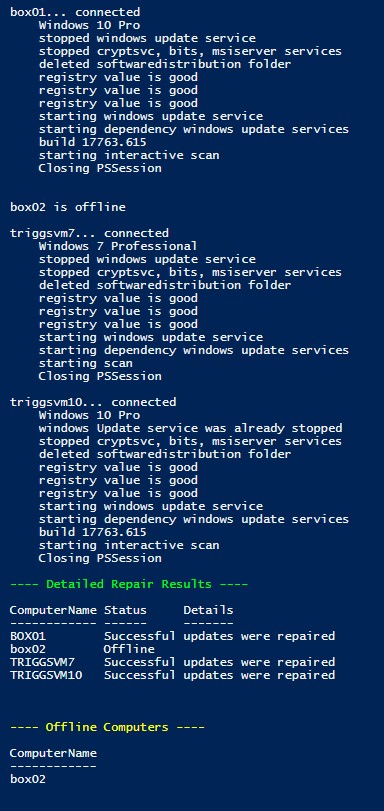 box01... connected
Windows 10 Pro
stopped windows update service
stopped cryptsvc, bits, msiserver services
deleted softwaredistribution folder
registry value is good
registry value is good
registry value is good
starting windows update service
starting dependency windows update services
build 17763.615
starting interactive scan
Closing PSSession
box02 is offline
triggsvm7... connected
Windows 7 Professional
stopped windows update service
stopped cryptsvc, bits, msiserver services
deleted softwaredistribution folder
registry value is good
registry value is good
registry value is good
starting windows update service
starting dependency windows update services
starting scan
Closing PSSession
triggsvm10... connected
Windows 10 Pro
windows Update service was already stopped
stopped cryptsvc, bits, msiserver services
deleted softwaredistribution folder
registry value is good
registry value is good
registry value is good
starting windows update service
starting dependency windows update services
build 17763.615
starting interactive scan
Closing PSSession
---- Detailed Repair Results ----
ComputerName Status     Details
------------ ------     -------
BOX01        Successful updates were repaired
box02        Offline
TRIGGSVM7    Successful updates were repaired
TRIGGSVM10   Successful updates were repaired
---- Offline Computers ----
ComputerName
------------
box02